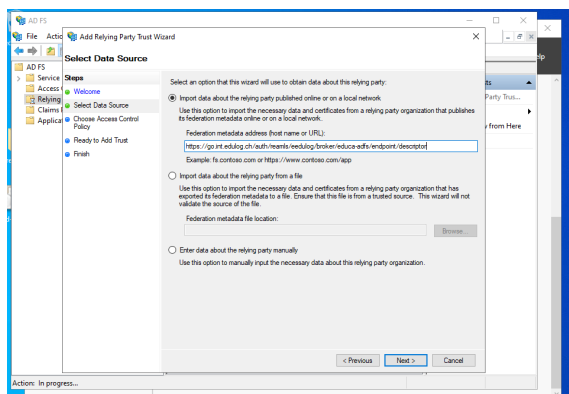 AD FS
File Actio
Add Relying Party Trust Wizard
Select Data Source
AD FS
Service
Access
Relying
Claims
Applica
Steps
Welcome
Select Data Source
Choose Access Control
Policy
Ready to Add Trust
Finish
Select an option that this wizard will use to obtain data about this relying party:
Import data about the relying party published online or on a local network
Use this option to import the necessary data and certificates from a relying party organization that publishes
its federation metadata online or on a local network.
Federation metadata address (host name or URL):
https://go.int.edulog.ch/auth/reamls/edulog/broker/educa-adfs/endpoint/descriptor
Example: fs.contoso.com or https://www.contoso.com/app
Import data about the relying party from a file
Use this option to import the necessary data and certificates from a relying party organization that has
exported its federation metadata to a file. Ensure that this file is from a trusted source. This wizard will not
validate the source of the file.
Federation metadata file location:
Browse...
Enter data about the relying party manually
Use this option to manually input the necessary data about this relying party organization.
< Previous
Next >
Cancel
elp
sts
Party Trus...
v from Here
Action: In progress...